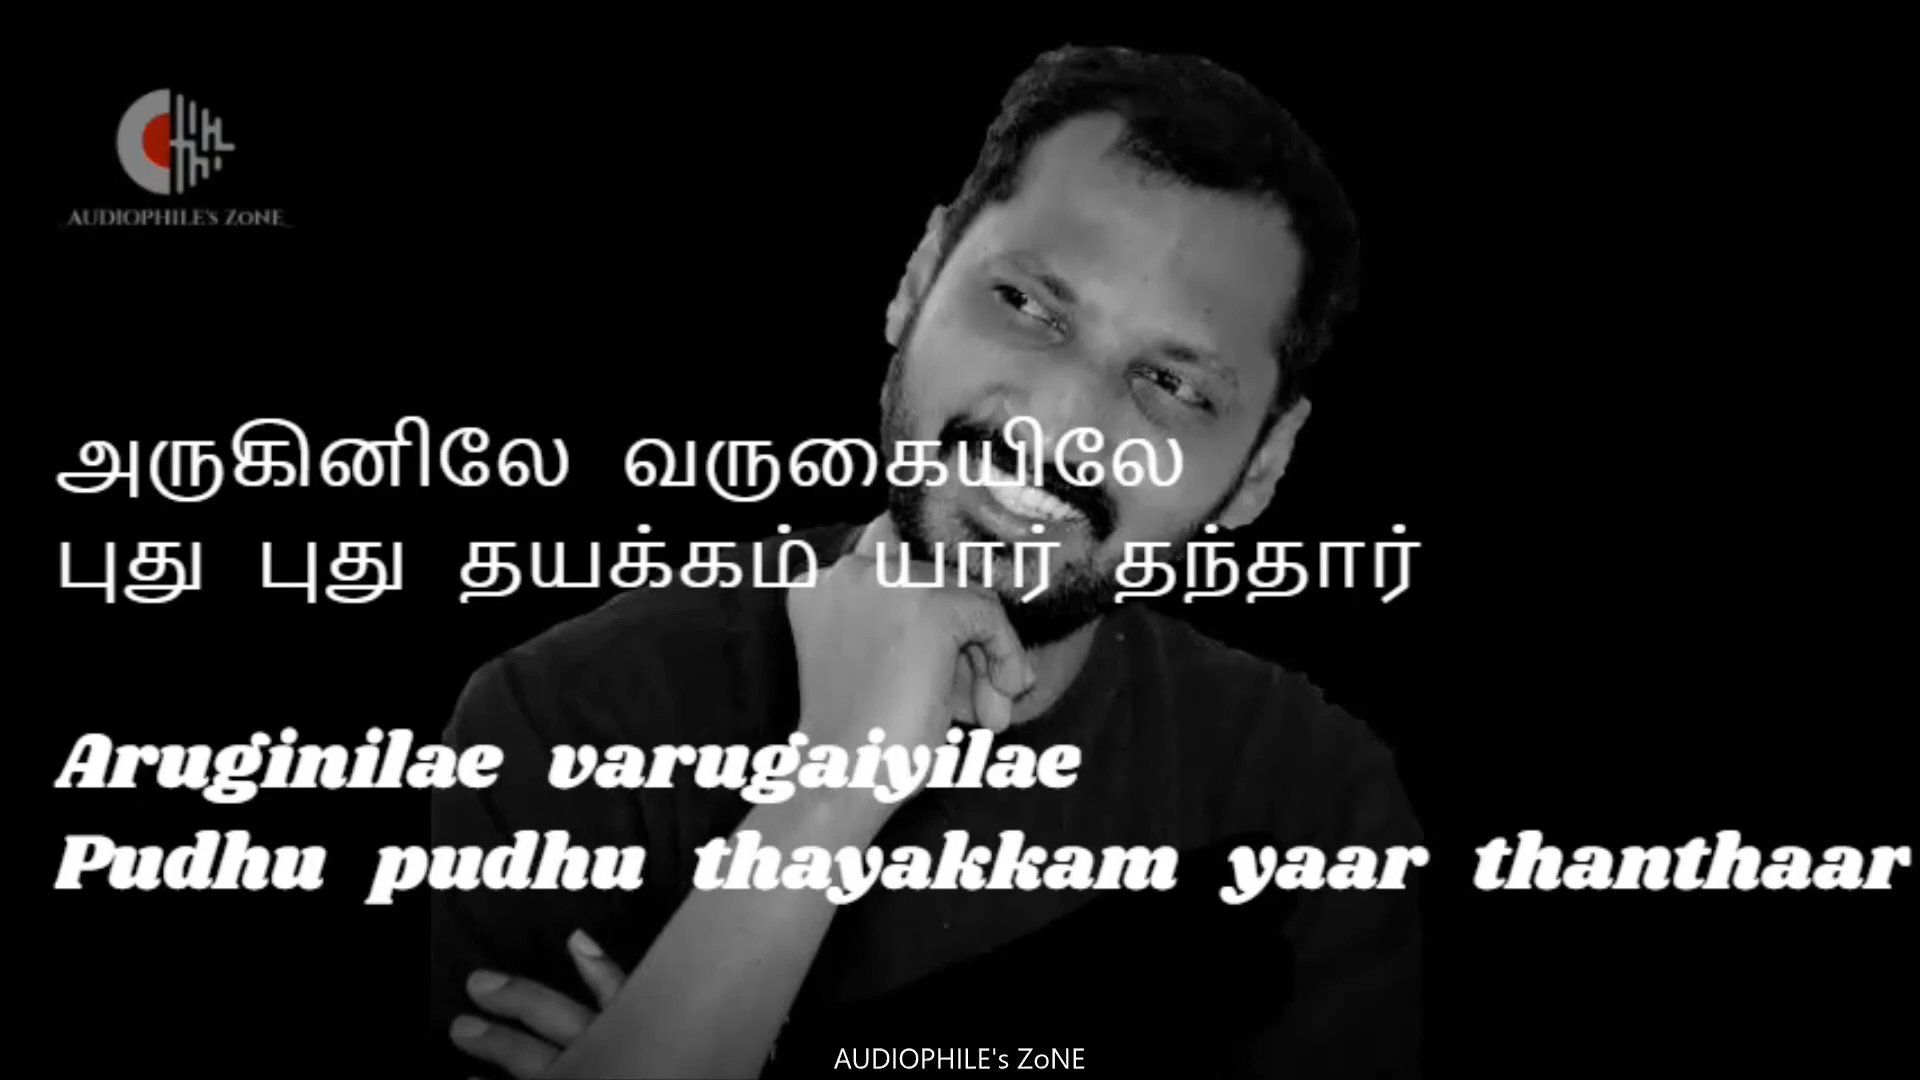 AUDIOPHILE's ZoNE
அருகினிலே வருகையிலே
புது புது தயக்கம் யார் தந்தார்
Aruginilae varugaiyilae
Pudhu pudhu thayakkam yaar thanthaar
AUDIOPHILE's ZoNE